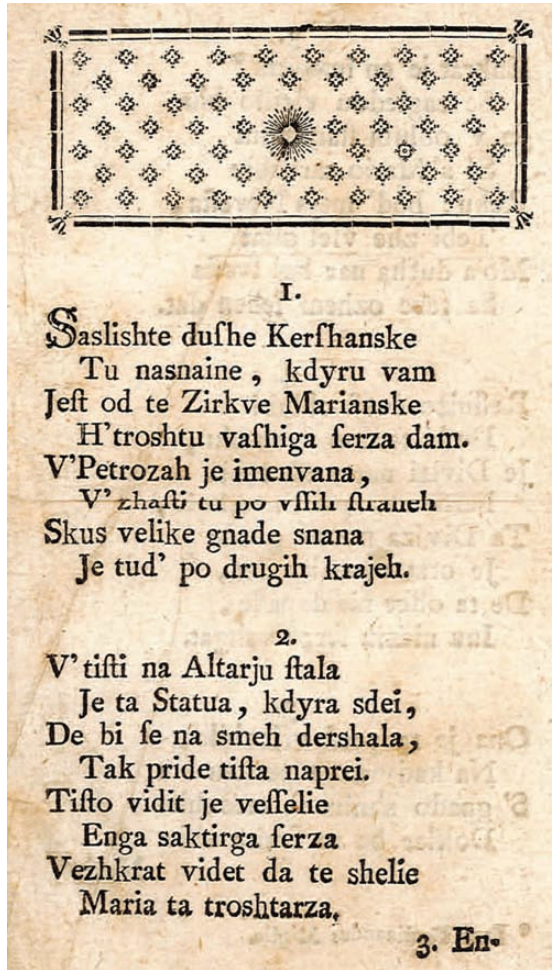 1.
Saslishte duſhe Kerſhanske
Tu nasnaine, kdyru vam
Jeſt od te Zirkve Marianske
H'troshtu vaſhiga ſerza dam.
V'Petrozah je imenvana,
V'zhaſti tu po vſſih ſtraneh
Skus velike gnade snana
Je tud' po drugih krajeh.
2.
V'tiſti na Altarju ſtala
Je ta Statua, kdyra sdei,
De bi ſe na smeh dershala,
Tak pride tiſta naprei.
Tiſto vidit je veſſelie
Enga saktirga ſerza
Vezhkrat videt da te shelie
Maria ta troshtarza.
3. En-